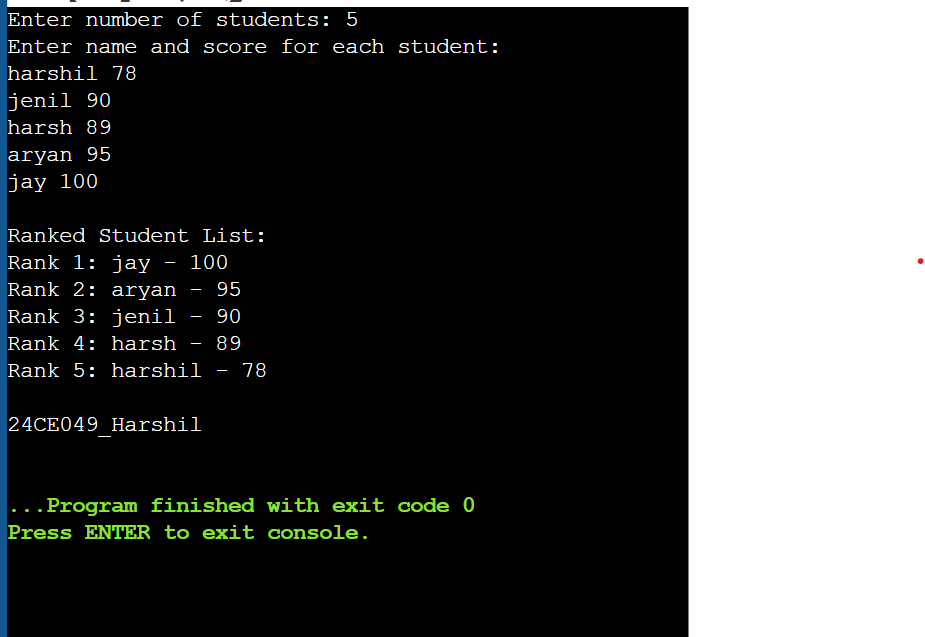 Enter number of students: 5
Enter name and score for each student:
harshil 78
jenil 90
harsh 89
aryan 95
jay 100
Ranked Student List:
Rank 1: jay - 100
Rank 2: aryan - 95
Rank 3: jenil - 90
Rank 4: harsh - 89
Rank 5: harshil - 78
24CE049_Harshil
...Program finished with exit code 0
Press ENTER to exit console.